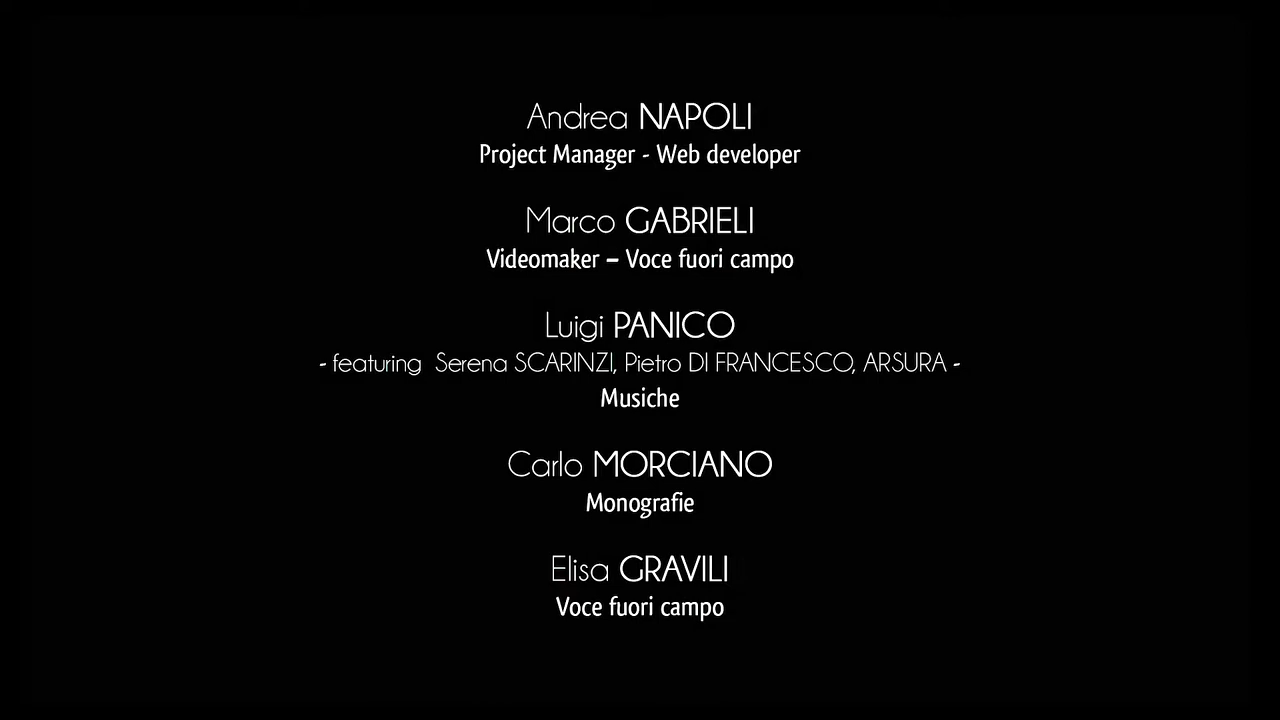 Andrea NAPOLI
Project Manager - Web developer
Marco GABRIELI
Videomaker – Voce fuori campo
Luigi PANICO
- featuring  Serena SCARINZI, Pietro DI FRANCESCO, ARSURA -
Musiche
Carlo MORCIANO
Monografie
Elisa GRAVILI
Voce fuori campo